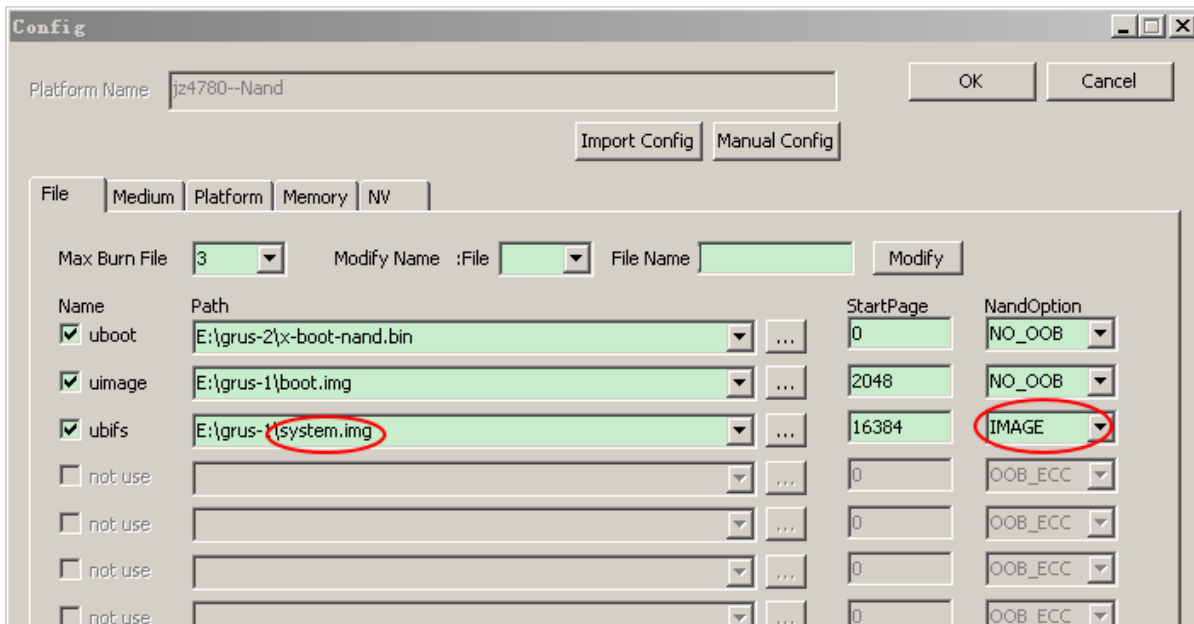 Config
Platform Name jz4780--Nand OK Cancel
Import Config Manual Config
File Medium Platform Memory NV
Max Burn File 3 Modify Name :File File Name Modify
Name Path StartPage NandOption
uboot E:\grus-2\x-boot-nand.bin ... 0 NO_OOB
uimage E:\grus-1\boot.img ... 2048 NO_OOB
ubifs E:\grus-1\system.img ... 16384 IMAGE
not use ... 0 OOB_ECC
not use ... 0 OOB_ECC
not use ... 0 OOB_ECC
not use ... 0 OOB_ECC